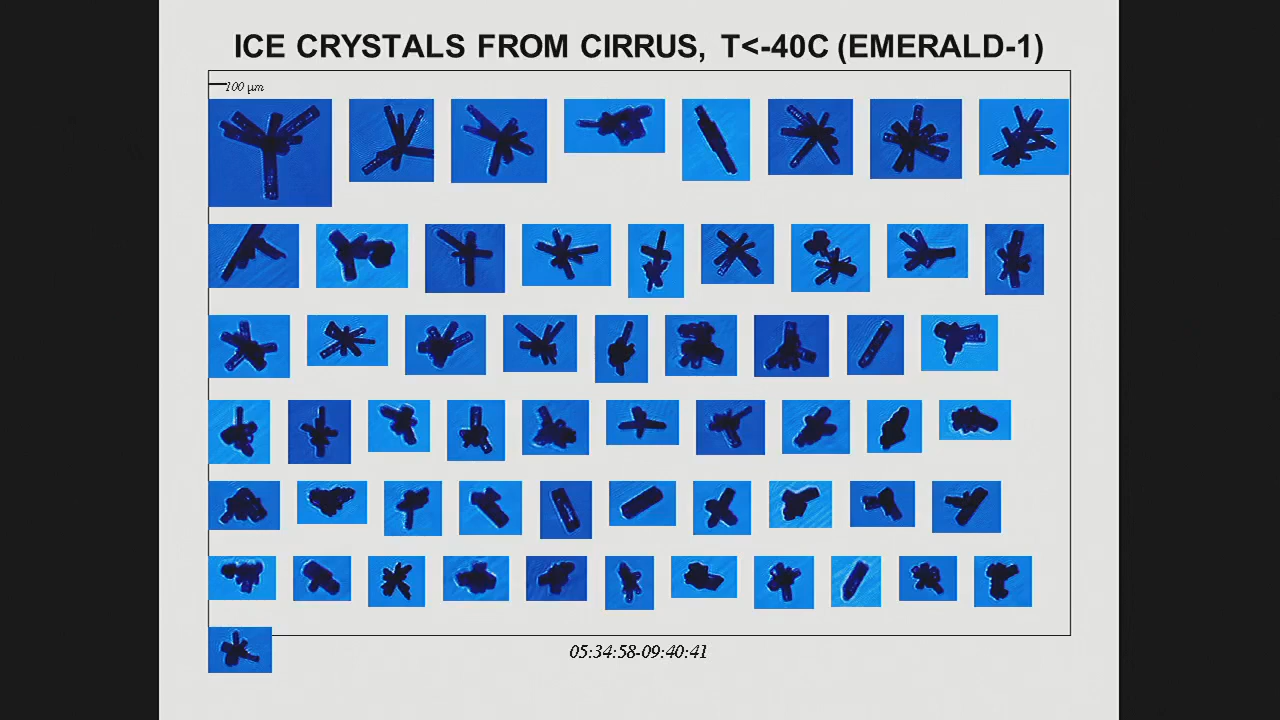 ICE CRYSTALS FROM CIRRUS, T<-40C (EMERALD-1)
100 µm
05:34:58-09:40:41